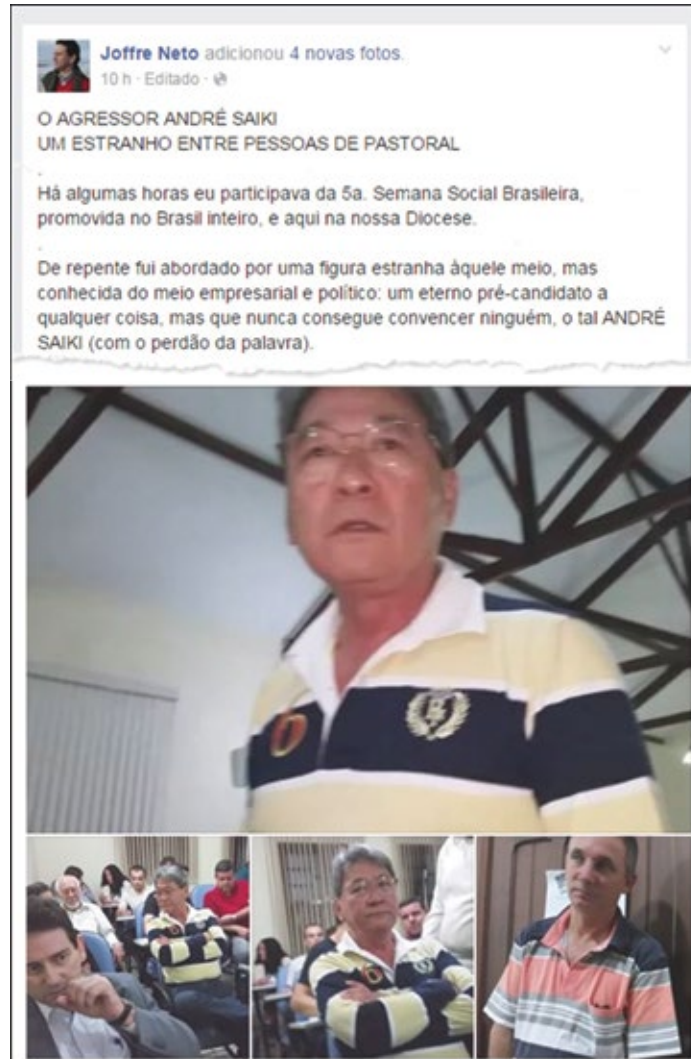 Joffre Neto adicionou 4 novas fotos.
10 h · Editado ·
O AGRESSOR ANDRÉ SAIKI
UM ESTRANHO ENTRE PESSOAS DE PASTORAL
.
Há algumas horas eu participava da 5a. Semana Social Brasileira,
promovida no Brasil inteiro, e aqui na nossa Diocese.
.
De repente fui abordado por uma figura estranha àquele meio, mas
conhecida do meio empresarial e político: um eterno pré-candidato a
qualquer coisa, mas que nunca consegue convencer ninguém, o tal ANDRÉ
SAIKI (com o perdão da palavra).